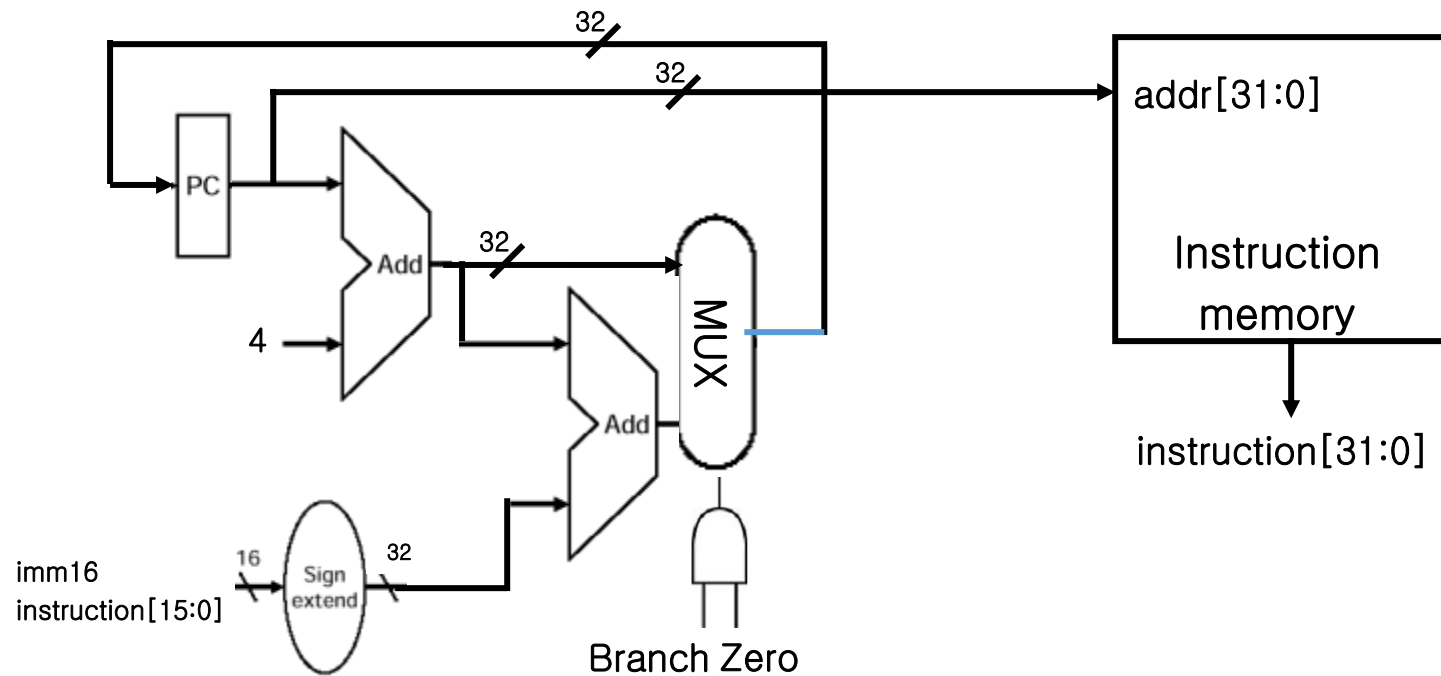 32
32
addr[31:0]
PC
32
Add
Instruction
memory
MUX
4
Add
instruction[31:0]
16
32
imm16
instruction[15:0]
Sign
extend
Branch Zero